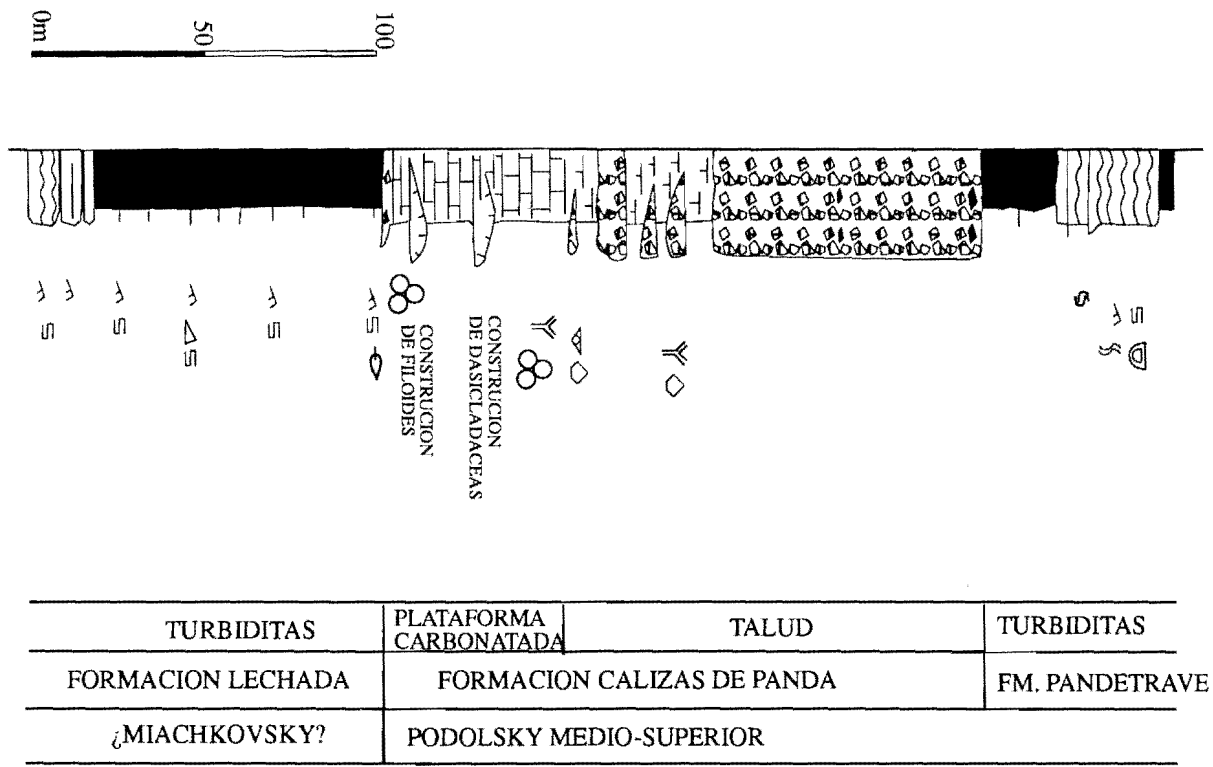 0m
50
100
CONSTRUCION
DE FILOIDES
CONSTRUCION
DE DASICLADACEAS
TURBIDITAS
PLATAFORMA
CARBONATADA
TALUD
TURBIDITAS
FORMACION LECHADA
FORMACION CALIZAS DE PANDA
FM. PANDETRAVE
¿MIACHKOVSKY?
PODOLSKY MEDIO-SUPERIOR